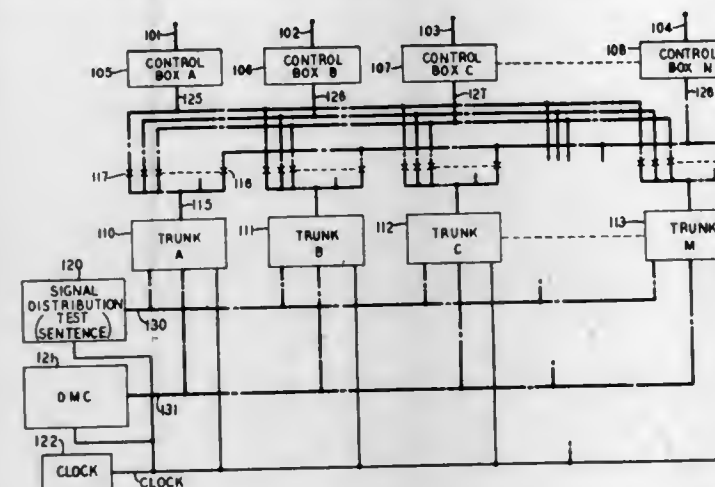 101
102
103
104
105
CONTROL
BOX A
106
CONTROL
BOX B
107
CONTROL
BOX C
108
CONTROL
BOX N
125
126
127
128
117
116
115
110
TRUNK
A
111
TRUNK
B
112
TRUNK
C
113
TRUNK
M
120
SIGNAL
DISTRIBUTION
(TEST
SENTENCE)
130
121
DMC
131
122
CLOCK
CLOCK